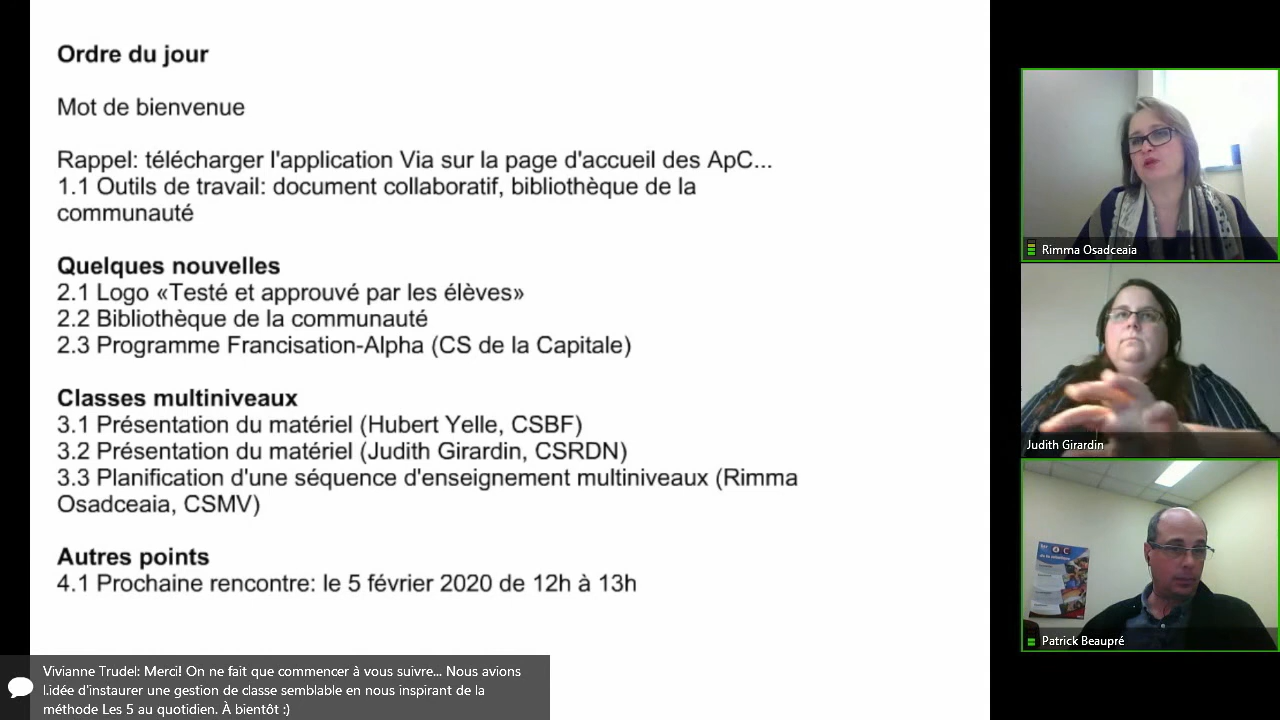 Ordre du jour
Mot de bienvenue
Rappel: télécharger l'application Via sur la page d'accueil des ApC...
1.1 Outils de travail: document collaboratif, bibliothèque de la
communauté
Quelques nouvelles
2.1 Logo «Testé et approuvé par les élèves»
2.2 Bibliothèque de la communauté
2.3 Programme Francisation-Alpha (CS de la Capitale)
Classes multiniveaux
3.1 Présentation du matériel (Hubert Yelle, CSBF)
3.2 Présentation du matériel (Judith Girardin, CSRDN)
3.3 Planification d'une séquence d'enseignement multiniveaux (Rimma
Osadceaia, CSMV)
Autres points
4.1 Prochaine rencontre: le 5 février 2020 de 12h à 13h
Vivianne Trudel: Merci! On ne fait que commencer à vous suivre... Nous avions
l.idée d'instaurer une gestion de classe semblable en nous inspirant de la
méthode Les 5 au quotidien. À bientôt :)
Rimma Osadceaia
Judith Girardin
Patrick Beaupré